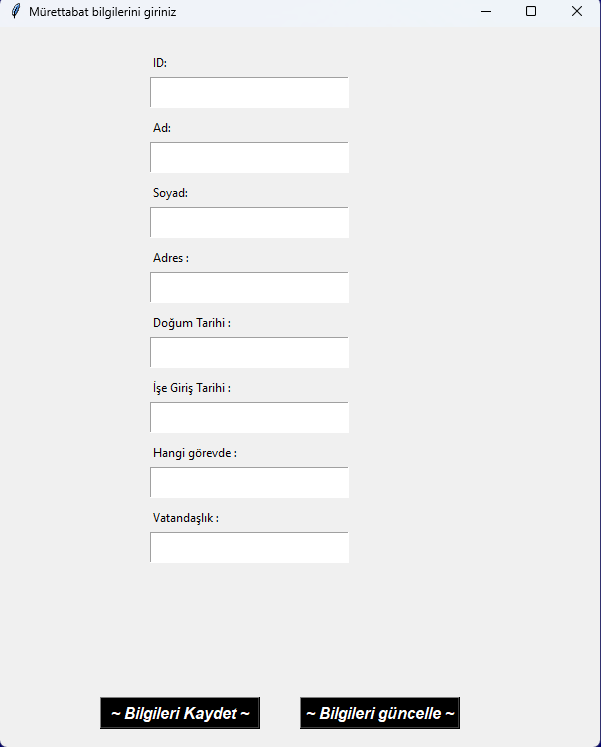 Mürettabat bilgilerini giriniz
ID:
Ad:
Soyad:
Adres :
Doğum Tarihi :
İşe Giriş Tarihi :
Hangi görevde :
Vatandaşlık :
~ Bilgileri Kaydet ~ ~ Bilgileri güncelle ~